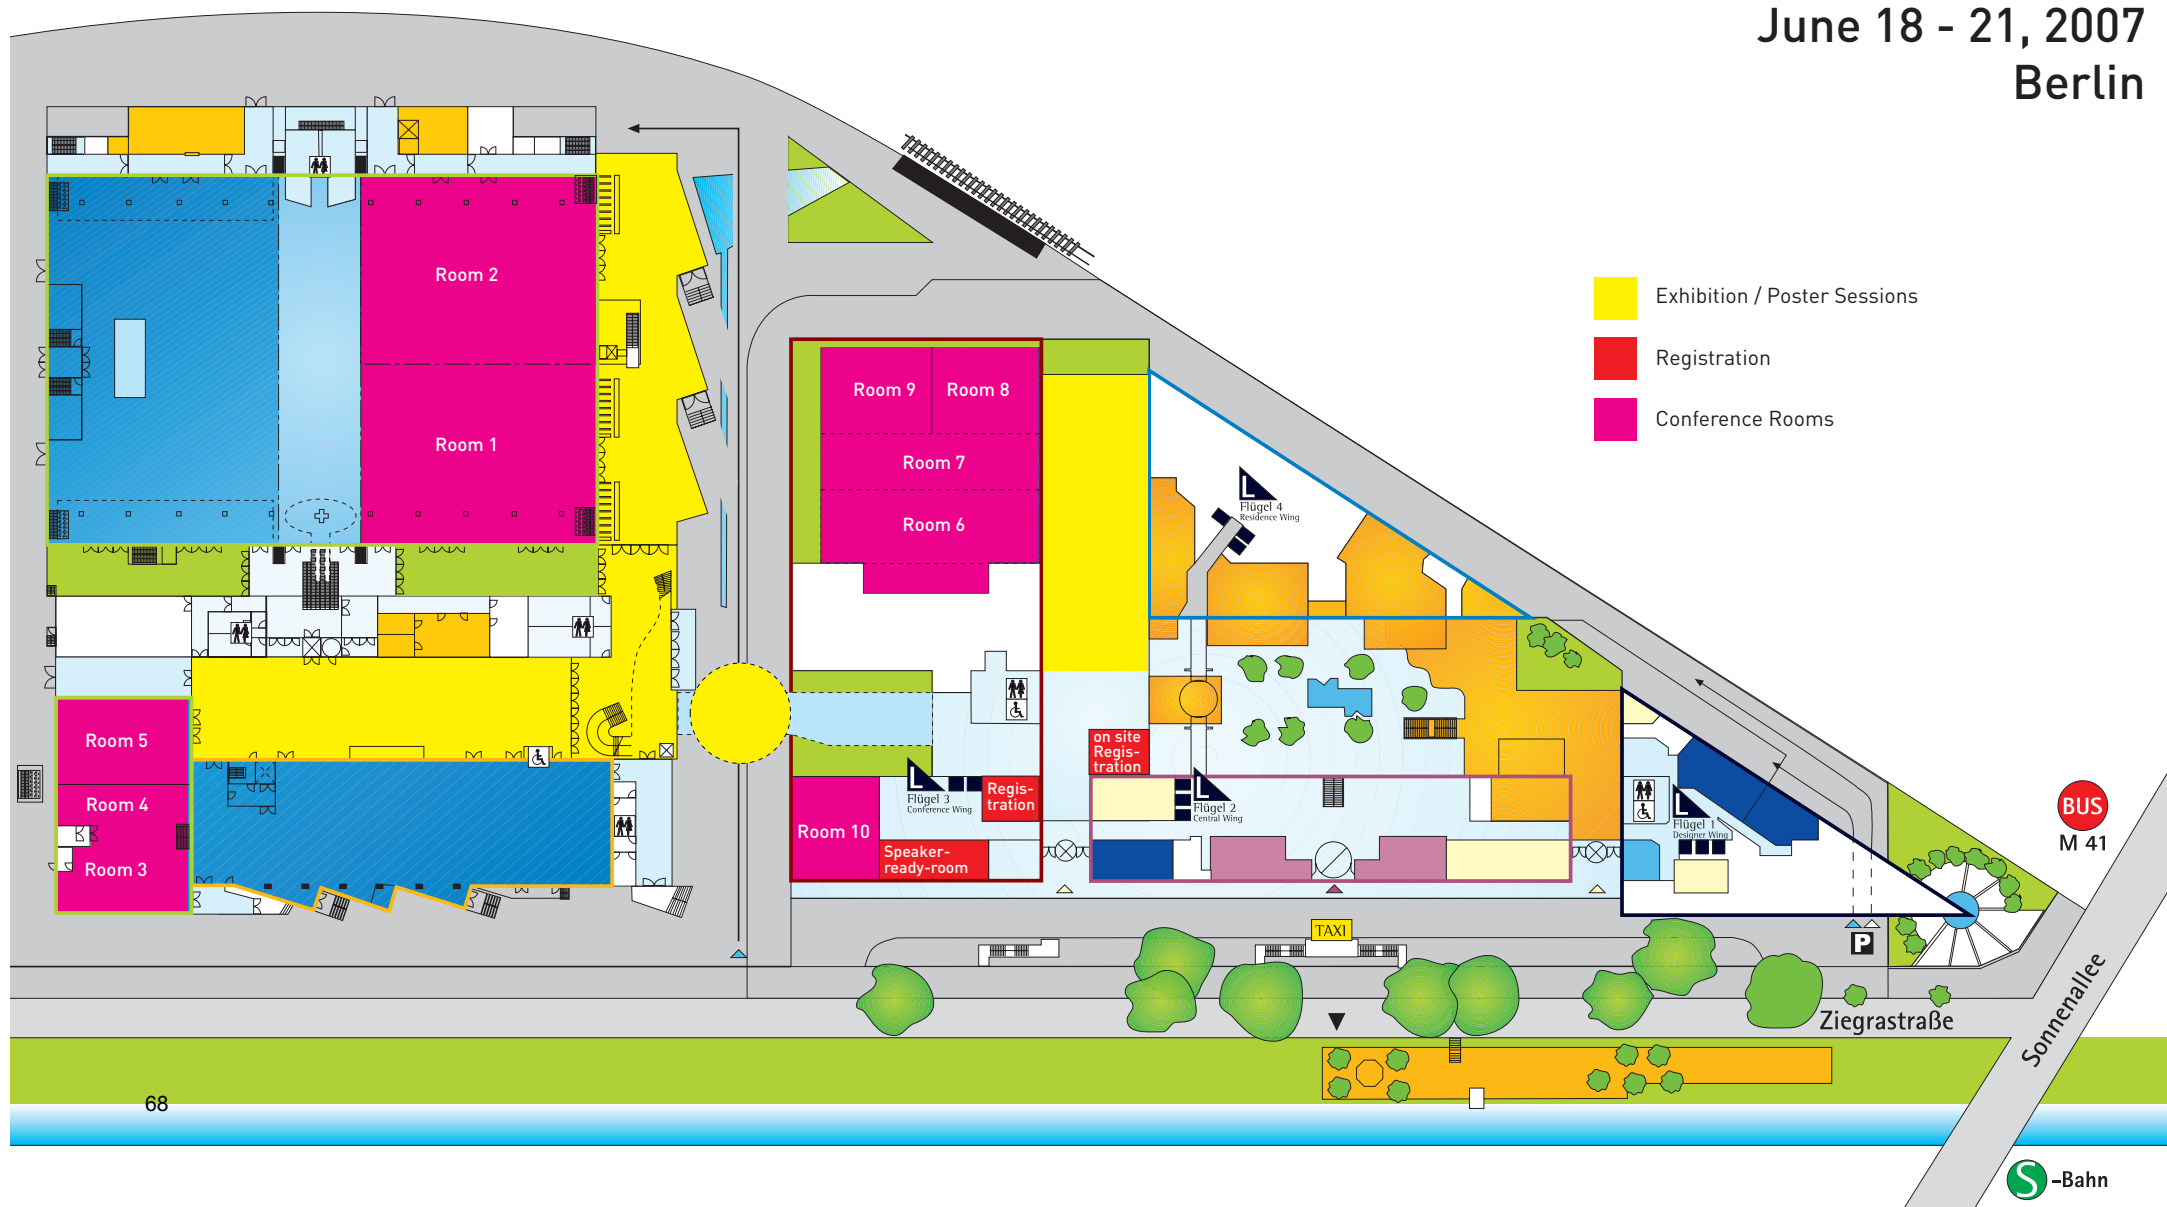 June 18 - 21, 2007
Berlin
Exhibition / Poster Sessions
Registration
Conference Rooms
Room 2
Room 1
Room 9
Room 8
Room 7
Room 6
L
Flügel 4
Residence Wing
Room 5
Room 4
Room 3
on site
Regis-
tration
L
Flügel 3
Conference Wing
Regis-
tration
L
Flügel 2
Central Wing
L
Flügel 1
Designer Wing
Room 10
Speaker-
ready-room
BUS
M 41
TAXI
P
Ziegrastraße
Sonnenallee
68
S
-Bahn